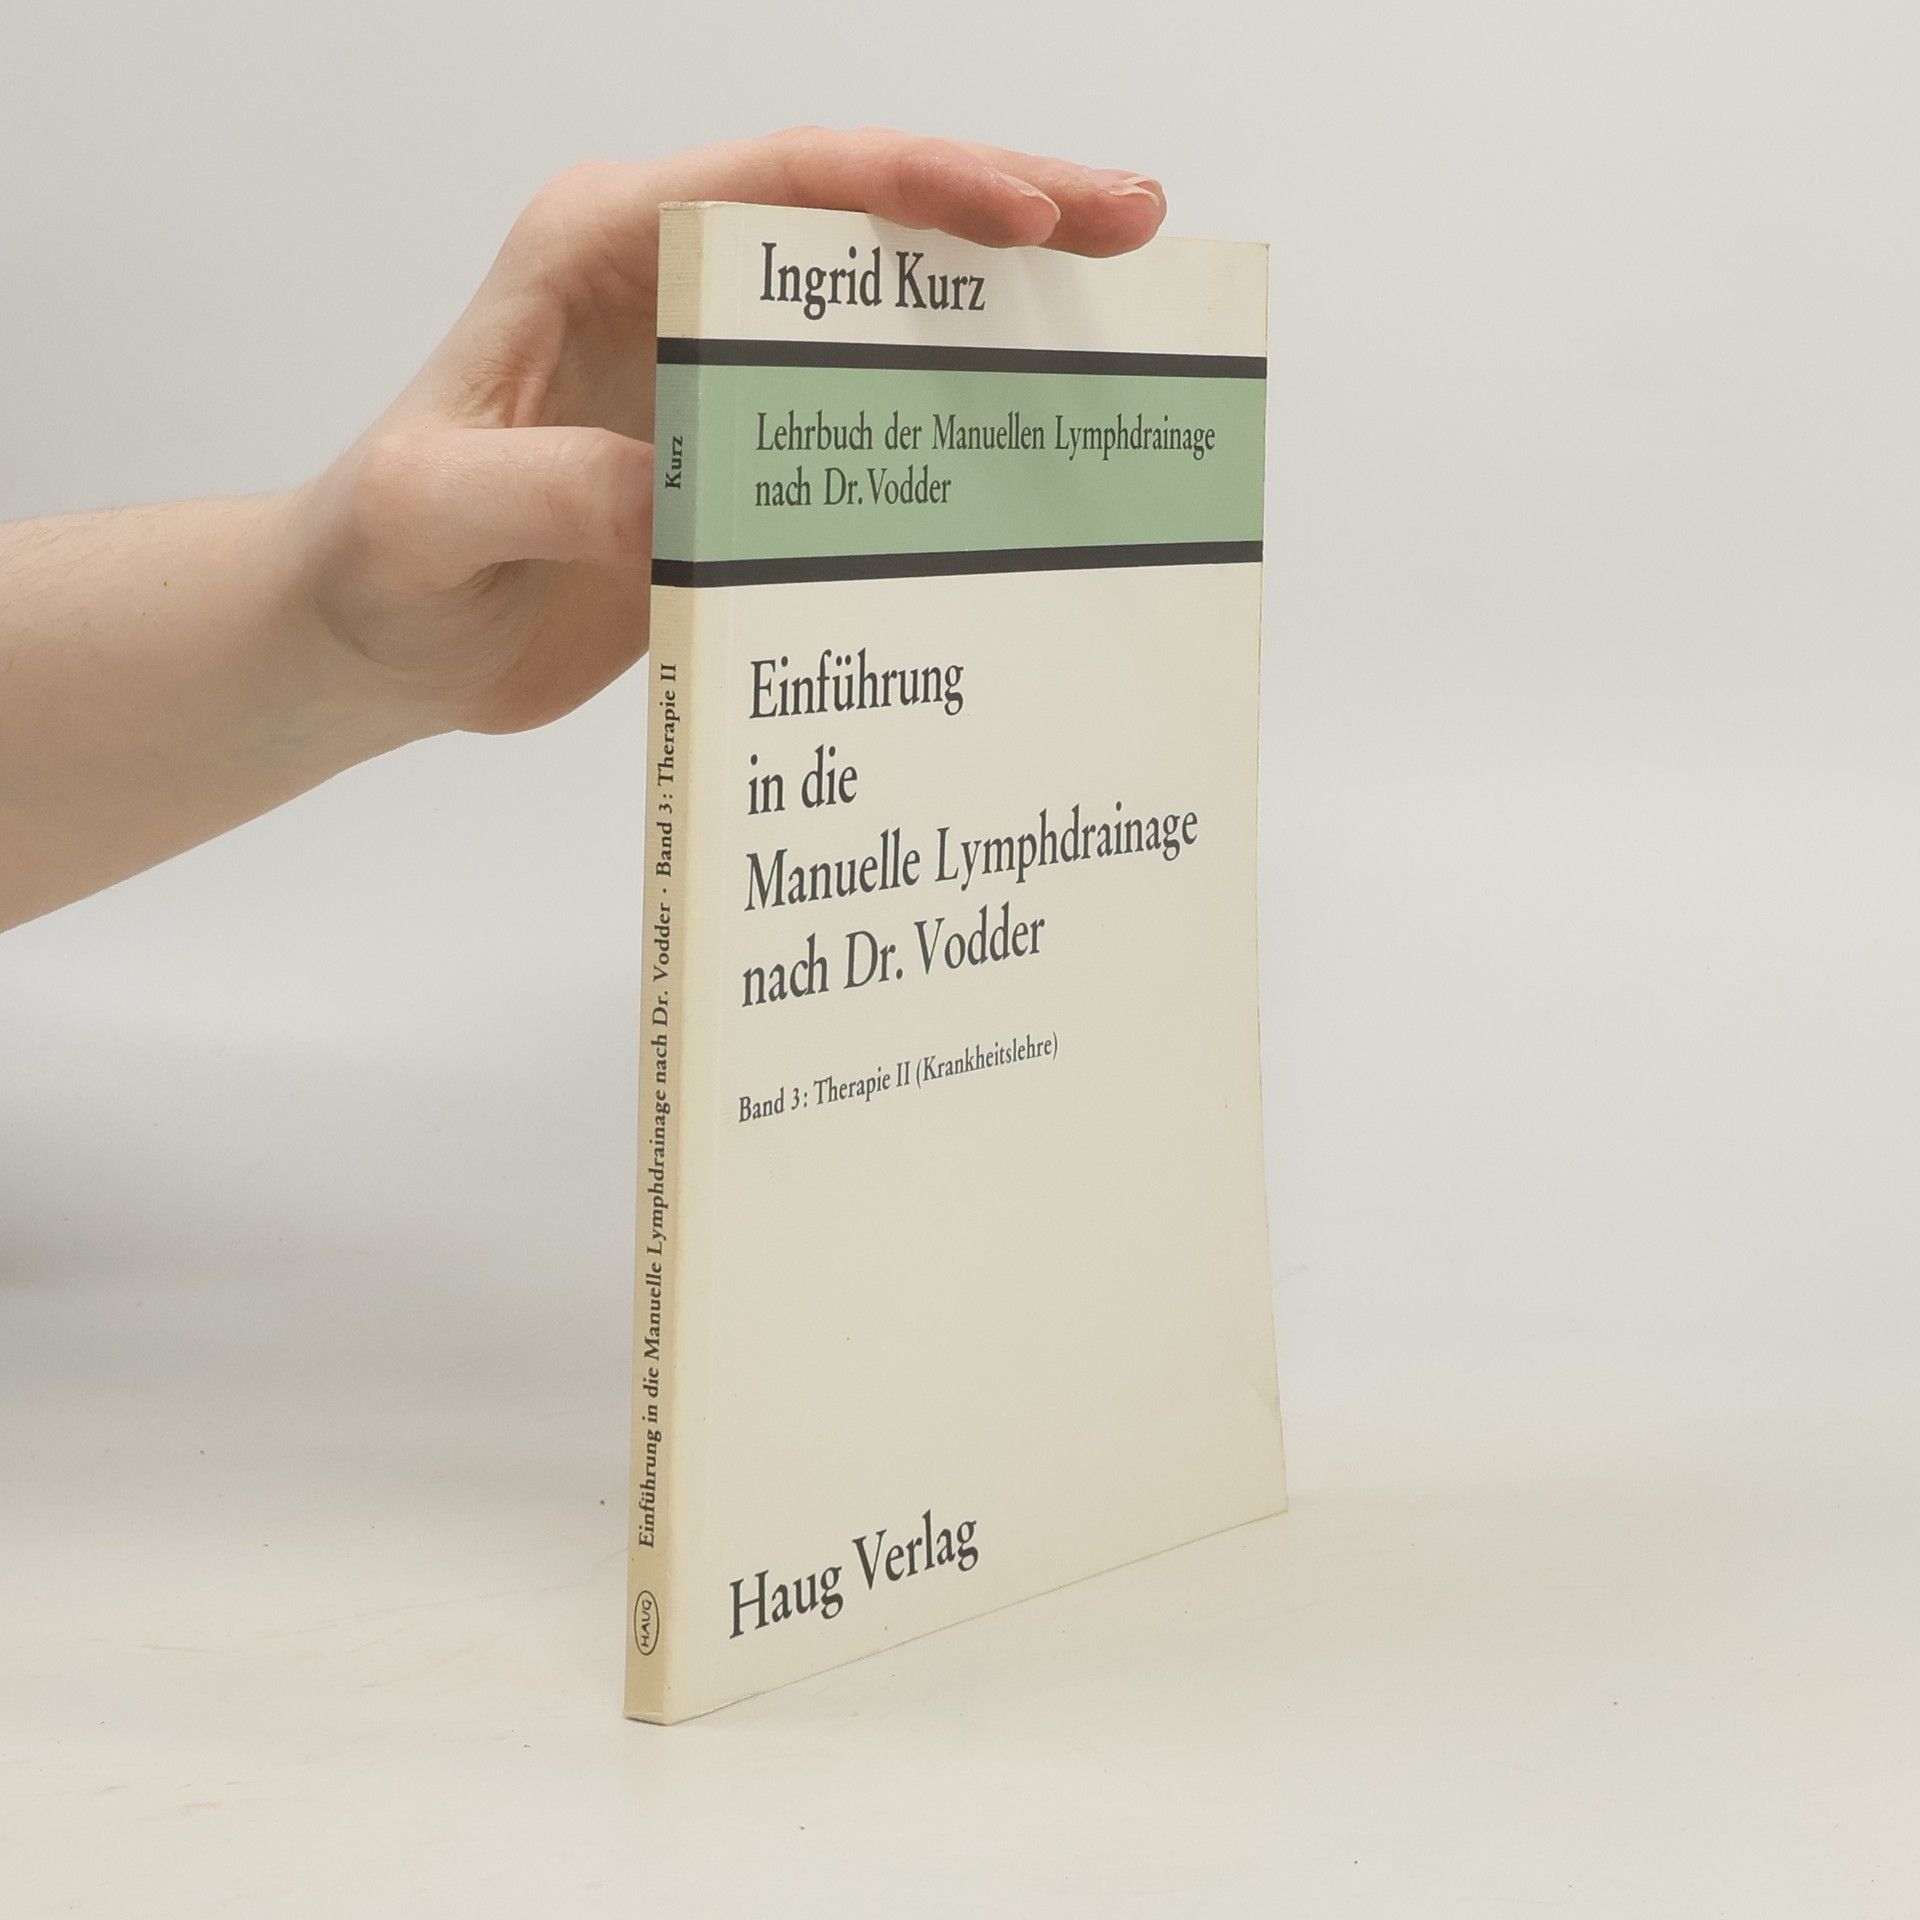 Ingrid Kurz
Lehrbuch der Manuellen Lymphdrainage
nach Dr. Vodder
Einführung
in die
Manuelle Lymphdrainage
nach Dr. Vodder
Band 3: Therapie II (Krankheitslehre)
Haug Verlag
Kurz
Einführung in die Manuelle Lymphdrainage nach Dr. Vodder · Band 3: Therapie II
HAUG